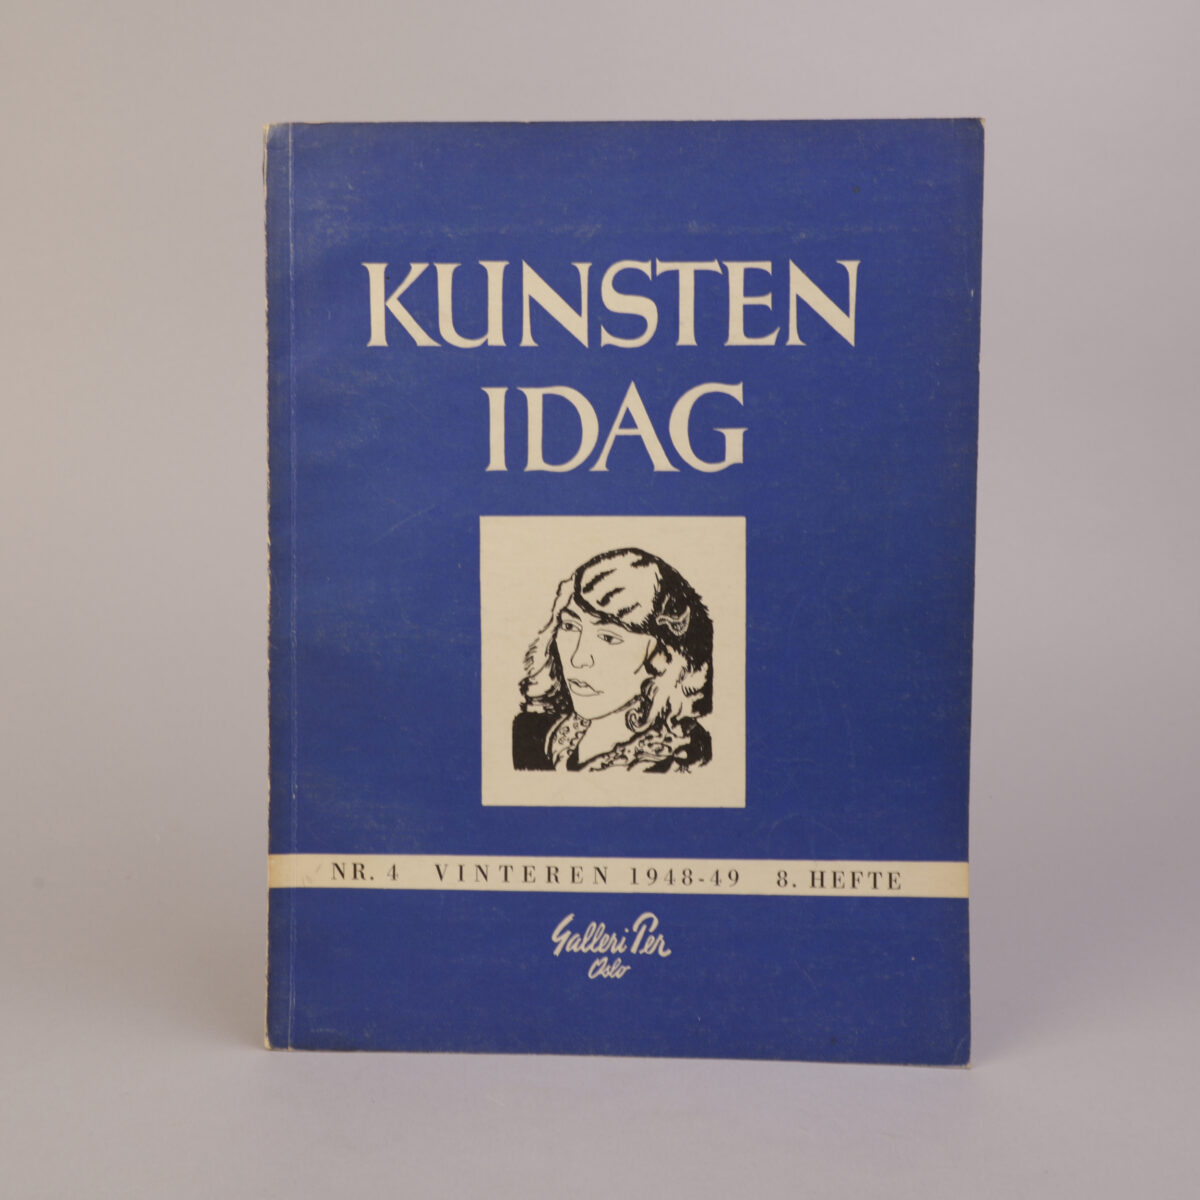 KUNSTEN
IDAG
NR. 4 VINTEREN 1948-49 8. HEFTE
Galleri Per
Oslo